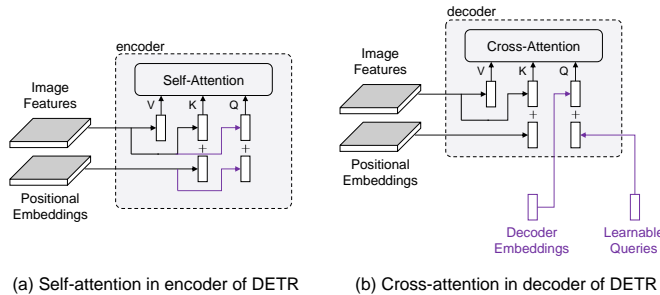 encoder
Self-Attention
V
K
Q
Image
Features
+
+
Positional
Embeddings
(a) Self-attention in encoder of DETR
decoder
Cross-Attention
V
K
Q
Image
Features
+
+
Positional
Embeddings
Decoder
Embeddings
Learnable
Queries
(b) Cross-attention in decoder of DETR